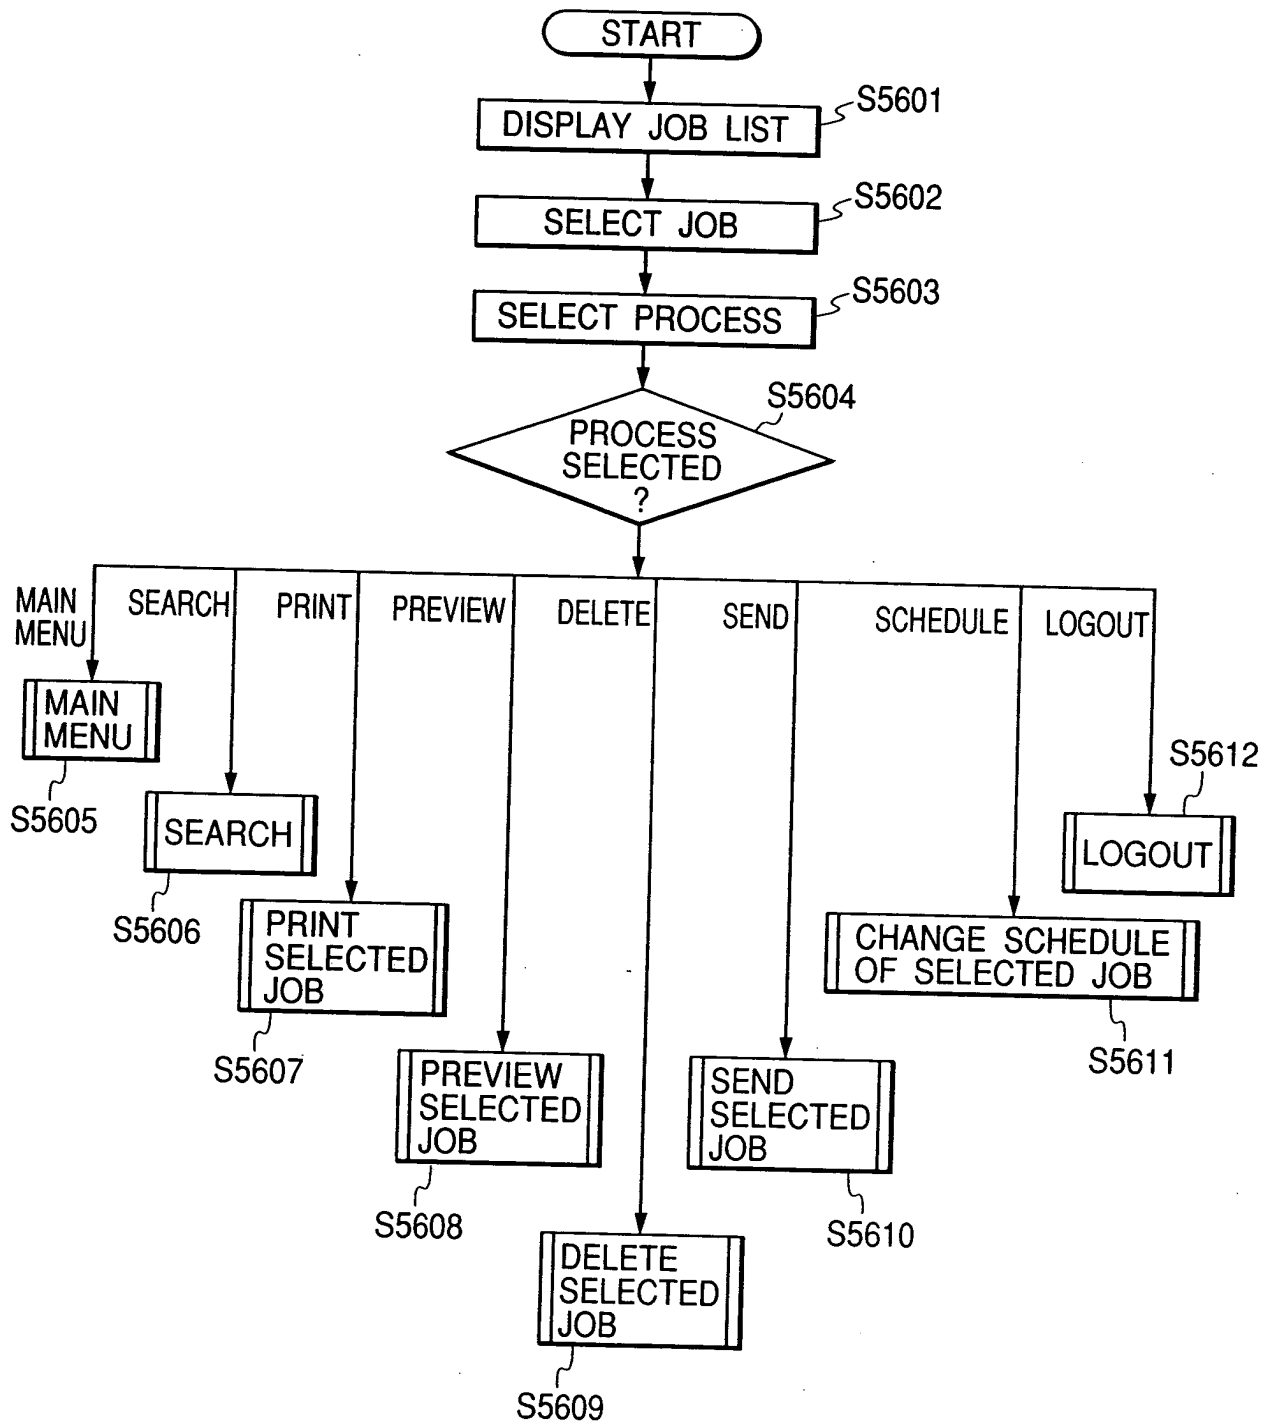 START
DISPLAY JOB LIST
S5601
SELECT JOB
S5602
SELECT PROCESS
S5603
PROCESS
SELECTED
?
S5604
MAIN
MENU
SEARCH
PRINT
PREVIEW
DELETE
SEND
SCHEDULE
LOGOUT
MAIN
MENU
S5605
SEARCH
S5606
PRINT
SELECTED
JOB
S5607
PREVIEW
SELECTED
JOB
S5608
DELETE
SELECTED
JOB
S5609
SEND
SELECTED
JOB
S5610
CHANGE SCHEDULE
OF SELECTED JOB
S5611
S5612
LOGOUT